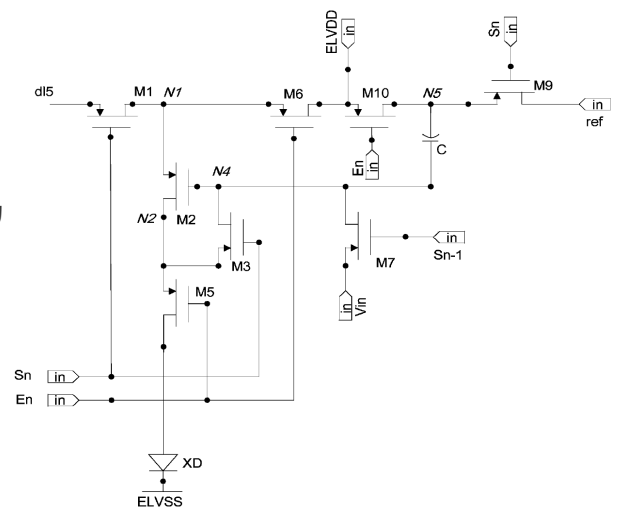 ELVDD
in
Sn
in
dl5
M1
N1
M6
M10
N5
M9
in
ref
En
in
C
N4
M2
N2
M3
in
Sn-1
M7
M5
in
Vin
Sn
in
En
in
XD
ELVSS